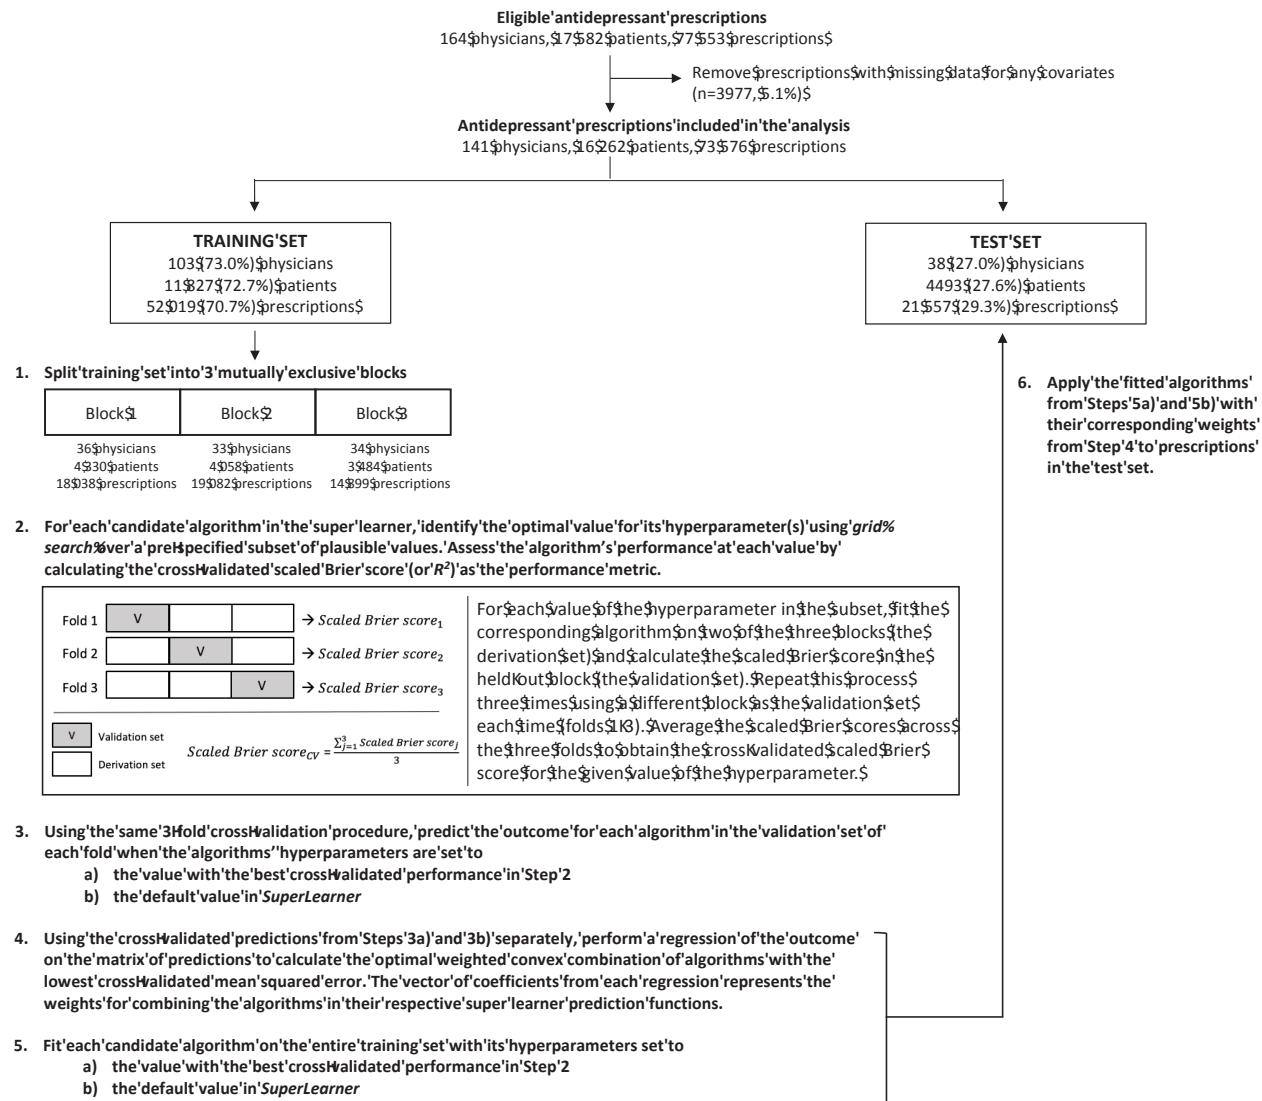 Eligible'antidepressant'prescriptions
164$physicians,$17$582$patients,$77$553$prescriptions$
Remove$prescriptions$with$missing$data$for$any$covariates
(n=3977,$5.1%)$
Antidepressant'prescriptions'included'in'the'analysis
141$physicians,$16$262$patients,$73$576$prescriptions
TRAINING'SET
103$(73.0%)$physicians
11$827$(72.7%)$patients
52$019$(70.7%)$prescriptions$
TEST'SET
38$(27.0%)$physicians
4493$(27.6%)$patients
21$557$(29.3%)$prescriptions$
1. Split'training'set'into'3'mutually'exclusive'blocks
Block$1 Block$2 Block$3
36$physicians 33$physicians 34$physicians
4$330$patients 4$058$patients 3$484$patients
18$038$prescriptions 19$082$prescriptions 14$899$prescriptions
6. Apply'the'fitted'algorithms'
from'Steps'5a)'and'5b)'with'
their'corresponding'weights'
from'Step'4'to'prescriptions'
in'the'test'set.
2. For'each'candidate'algorithm'in'the'super'learner,'identify'the'optimal'value'for'its'hyperparameter(s)'using'grid%
search%over'a'preHspecified'subset'of'plausible'values.'Assess'the'algorithm's'performance'at'each'value'by'
calculating'the'crossHvalidated'scaled'Brier'score'(or'R²)'as'the'performance'metric.
Fold 1 V → Scaled Brier score₁
Fold 2 V → Scaled Brier score₂
Fold 3 V → Scaled Brier score₃
V Validation set
Derivation set
Scaled Brier score_CV = ∑³ⱼ₌₁ Scaled Brier scoreⱼ / 3
For$each$value$of$the$hyperparameter in$the$subset,$fit$the$
corresponding$algorithm$on$two$of$the$three$blocks$(the$
derivation$set)$and$calculate$the$scaled$Brier$score$in$the$
heldKout$block$(the$validation$set).$Repeat$this$process$
three$times$using$a$different$block$as$the$validation$set$
each$time$(folds$1K3).$Average$the$scaled$Brier$scores$across$
the$three$folds$to$obtain$the$crossKvalidated$scaled$Brier$
score$for$the$given$value$of$the$hyperparameter.$
3. Using'the'same'3Hfold'crossHvalidation'procedure,'predict'the'outcome'for'each'algorithm'in'the'validation'set'of'
each'fold'when'the'algorithms''hyperparameters are'set'to
a) the'value'with'the'best'crossHvalidated'performance'in'Step'2
b) the'default'value'in'SuperLearner
4. Using'the'crossHvalidated'predictions'from'Steps'3a)'and'3b)'separately,'perform'a'regression'of'the'outcome'
on'the'matrix'of'predictions'to'calculate'the'optimal'weighted'convex'combination'of'algorithms'with'the'
lowest'crossHvalidated'mean'squared'error.'The'vector'of'coefficients'from'each'regression'represents'the'
weights'for'combining'the'algorithms'in'their'respective'super'learner'prediction'functions.
5. Fit'each'candidate'algorithm'on'the'entire'training'set'with'its'hyperparameters set'to
a) the'value'with'the'best'crossHvalidated'performance'in'Step'2
b) the'default'value'in'SuperLearner